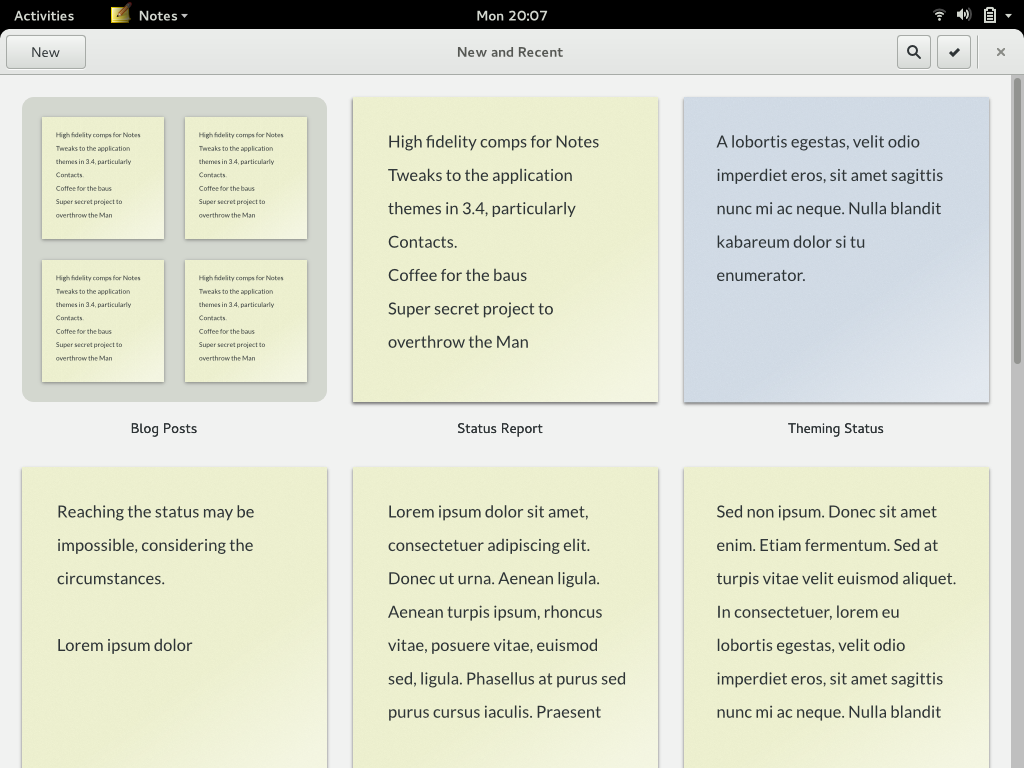 Activities Notes Mon 20:07
New New and Recent
High fidelity comps for Notes
Tweaks to the application
themes in 3.4, particularly
Contacts.
Coffee for the baus
Super secret project to
overthrow the Man
High fidelity comps for Notes
Tweaks to the application
themes in 3.4, particularly
Contacts.
Coffee for the baus
Super secret project to
overthrow the Man
High fidelity comps for Notes
Tweaks to the application
themes in 3.4, particularly
Contacts.
Coffee for the baus
Super secret project to
overthrow the Man
High fidelity comps for Notes
Tweaks to the application
themes in 3.4, particularly
Contacts.
Coffee for the baus
Super secret project to
overthrow the Man
Blog Posts
High fidelity comps for Notes
Tweaks to the application
themes in 3.4, particularly
Contacts.
Coffee for the baus
Super secret project to
overthrow the Man
Status Report
A lobortis egestas, velit odio
imperdiet eros, sit amet sagittis
nunc mi ac neque. Nulla blandit
kabareum dolor si tu
enumerator.
Theming Status
Reaching the status may be
impossible, considering the
circumstances.
Lorem ipsum dolor
Lorem ipsum dolor sit amet,
consectetuer adipiscing elit.
Donec ut urna. Aenean ligula.
Aenean turpis ipsum, rhoncus
vitae, posuere vitae, euismod
sed, ligula. Phasellus at purus sed
purus cursus iaculis. Praesent
Sed non ipsum. Donec sit amet
enim. Etiam fermentum. Sed at
turpis vitae velit euismod aliquet.
In consectetuer, lorem eu
lobortis egestas, velit odio
imperdiet eros, sit amet sagittis
nunc mi ac neque. Nulla blandit